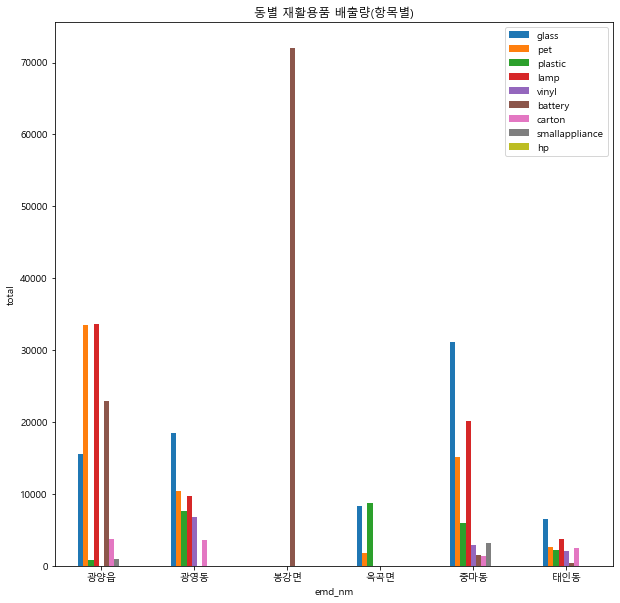 동별 재활용품 배출량(항목별)
glass
pet
plastic
lamp
vinyl
battery
carton
smallappliance
hp
total
70000
60000
50000
40000
30000
20000
10000
0
광양읍 광영동 봉강면 옥곡면 중마동 태인동
emd_nm